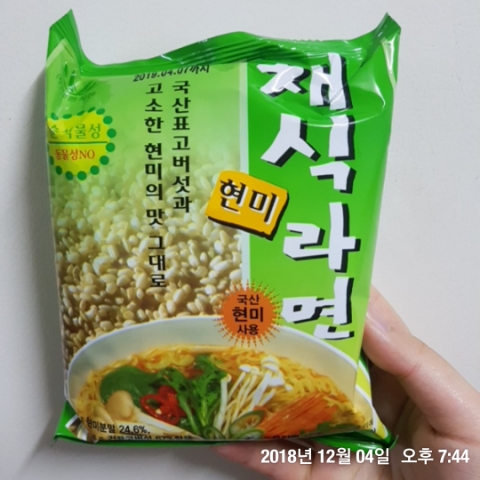 2019.04.07까지
채식라면
현미
국산표고버섯과
고소한 현미의 맛 그대로
순식물성
동물성NO
국산
현미
사용
현미분말 24.6%,
2018년 12월 04일 오후 7:44